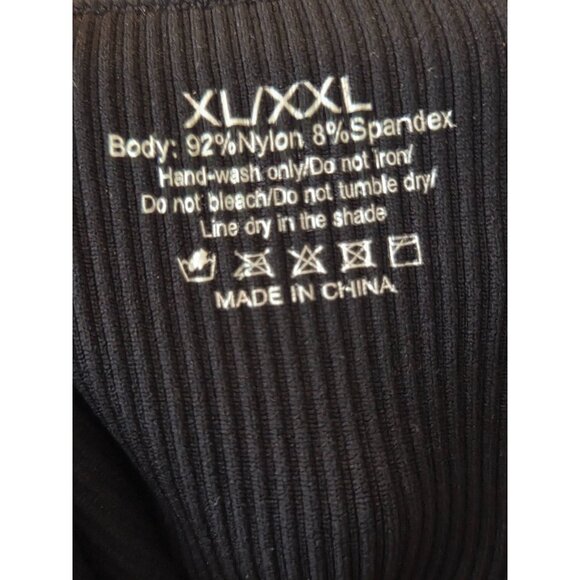 XL/XXL
Body: 92%Nylon 8%Spandex
Hand-wash only/Do not iron/
Do not bleach/Do not tumble dry/
Line dry in the shade
MADE IN CHINA